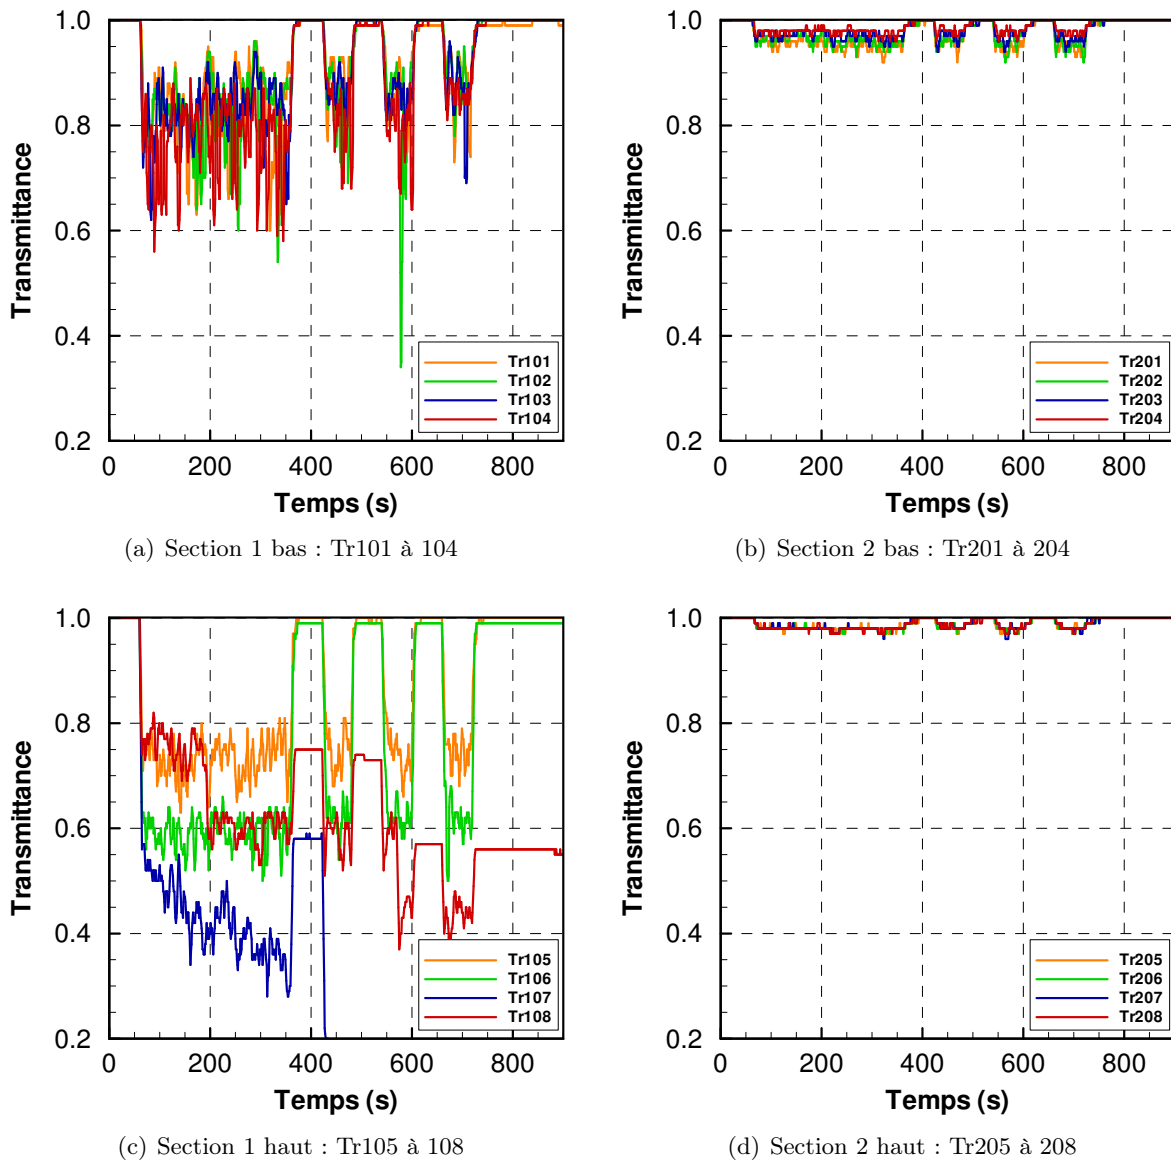 1.0
0.8
0.6
0.4
0.2
Transmittance
0 200 400 600 800
Temps (s)
Tr101
Tr102
Tr103
Tr104
(a) Section 1 bas : Tr101 à 104
1.0
0.8
0.6
0.4
0.2
Transmittance
0 200 400 600 800
Temps (s)
Tr201
Tr202
Tr203
Tr204
(b) Section 2 bas : Tr201 à 204
1.0
0.8
0.6
0.4
0.2
Transmittance
0 200 400 600 800
Temps (s)
Tr105
Tr106
Tr107
Tr108
(c) Section 1 haut : Tr105 à 108
1.0
0.8
0.6
0.4
0.2
Transmittance
0 200 400 600 800
Temps (s)
Tr205
Tr206
Tr207
Tr208
(d) Section 2 haut : Tr205 à 208